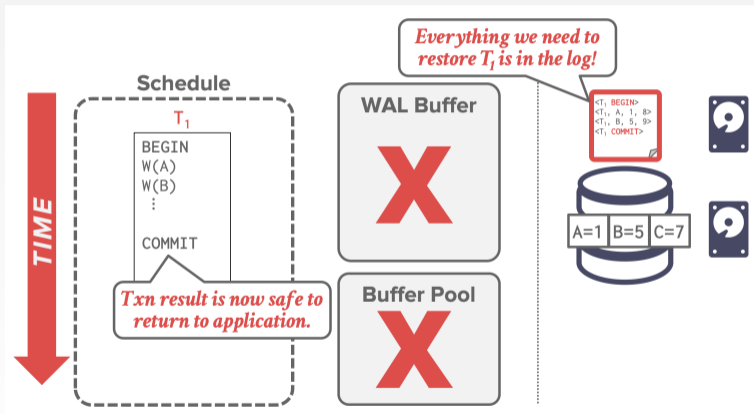 Everything we need to
restore T₁ is in the log!
Schedule
WAL Buffer
X
<T₁ BEGIN>
<T₁, A, 1, 8>
<T₁, B, 5, 9>
<T₁ COMMIT>
T₁
BEGIN
W(A)
W(B)
⋮
COMMIT
TIME
A=1 B=5 C=7
Txn result is now safe to
return to application.
Buffer Pool
X